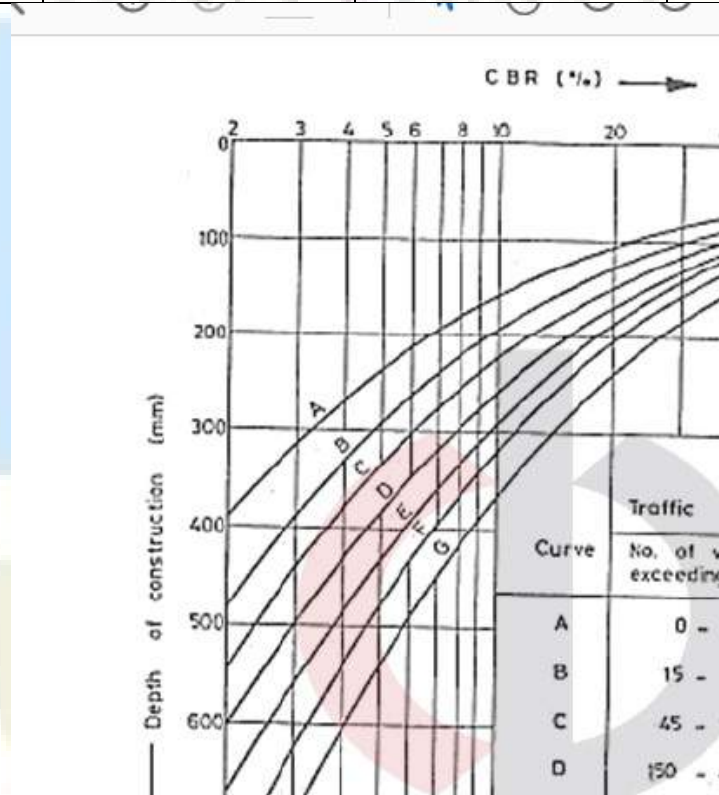 CBR (%)
2 3 4 5 6 8 10 20
0
100
200
300
400
500
600
Depth of construction (mm)
A
B
C
D
E
F
G
Traffic
Curve No. of
exceeding
A 0 -
B 15 -
C 45 -
D 150 -